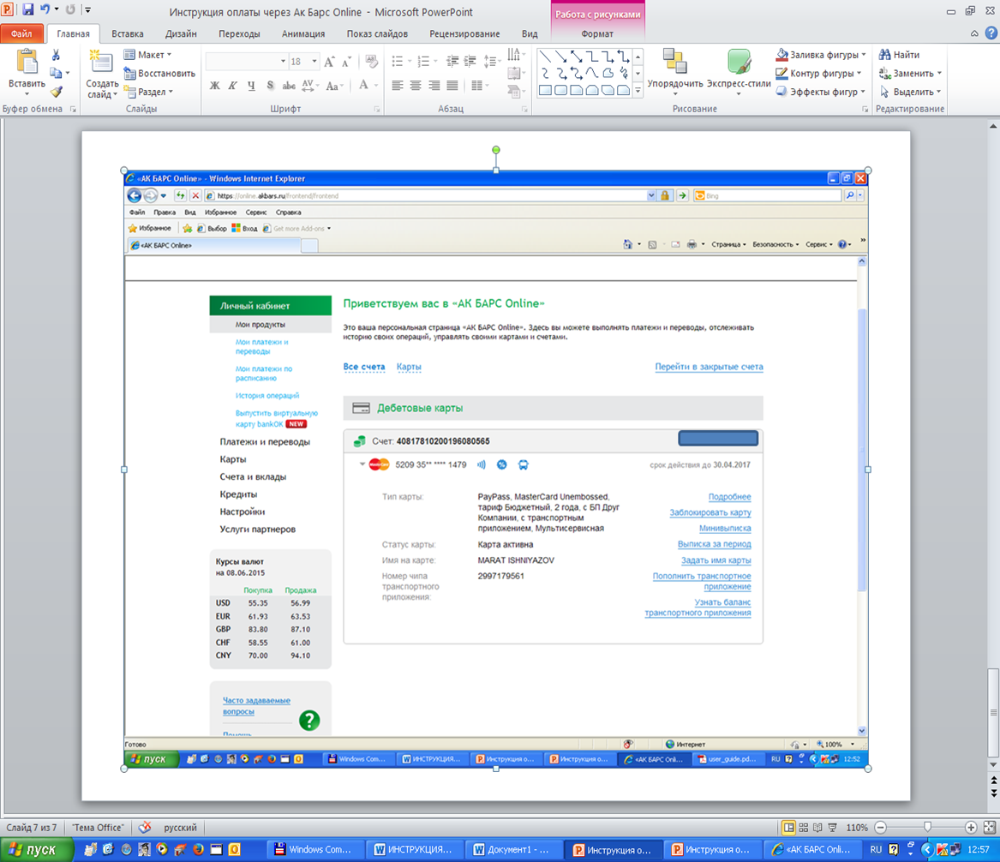 Инструкция оплаты через Ак Барс Online - Microsoft PowerPoint
Работа с рисунками
Файл Главная Вставка Дизайн Переходы Анимация Показ слайдов Рецензирование Вид Формат
Вставить
Буфер обмена
Создать слайд
Макет
Восстановить
Раздел
Слайды
18
Ж К Ч S abc AV Aa A
Шрифт
Абзац
Упорядочить
Экспресс-стили
Заливка фигуры
Контур фигуры
Эффекты фигур
Рисование
Найти
Заменить
Выделить
Редактирование
«АК БАРС Online» - Windows Internet Explorer
https://online.akbars.ru/frontend/frontend
Bing
Файл Правка Вид Избранное Сервис Справка
Избранное Выбор Вход Get more Add-ons
«АК БАРС Online»
Страница Безопасность Сервис
Личный кабинет
Мои продукты
Мои платежи и
переводы
Мои платежи по
расписанию
История операций
Выпустить виртуальную
карту bankOK NEW
Платежи и переводы
Карты
Счета и вклады
Кредиты
Настройки
Услуги партнеров
Курсы валют
на 08.06.2015
Покупка Продажа
USD 55.35 56.99
EUR 61.93 63.53
GBP 83.80 87.10
CHF 58.55 61.00
CNY 70.00 94.10
Часто задаваемые
вопросы
?
Помощь
Приветствуем вас в «АК БАРС Online»
Это ваша персональная страница «АК БАРС Online». Здесь вы можете выполнять платежи и переводы, отслеживать
историю своих операций, управлять своими картами и счетами.
Все счета Карты Перейти в закрытые счета
Дебетовые карты
Счет: 40817810200196080565
MasterCard 5209 35** **** 1479 срок действия до 30.04.2017
Тип карты: PayPass, MasterCard Unembossed,
тариф Бюджетный, 2 года, с БП Друг
Компании, с транспортным
приложением, Мультисервисная
Статус карты: Карта активна
Имя на карте: MARAT ISHNIYAZOV
Номер чипа
транспортного
приложения:
2997179561
Подробнее
Заблокировать карту
Минивыписка
Выписка за период
Задать имя карты
Пополнить транспортное
приложение
Узнать баланс
транспортного приложения
Готово Интернет 100%
пуск Windows Com... ИНСТРУКЦИЯ... Инструкция о... Инструкция о... «АК БАРС Onli... user_guide.pd... RU 12:52
Слайд 7 из 7 "Тема Office" русский 110%
пуск Windows Com... ИНСТРУКЦИЯ... Документ1 - ... Инструкция о... Инструкция о... «АК БАРС Onli... RU 12:57